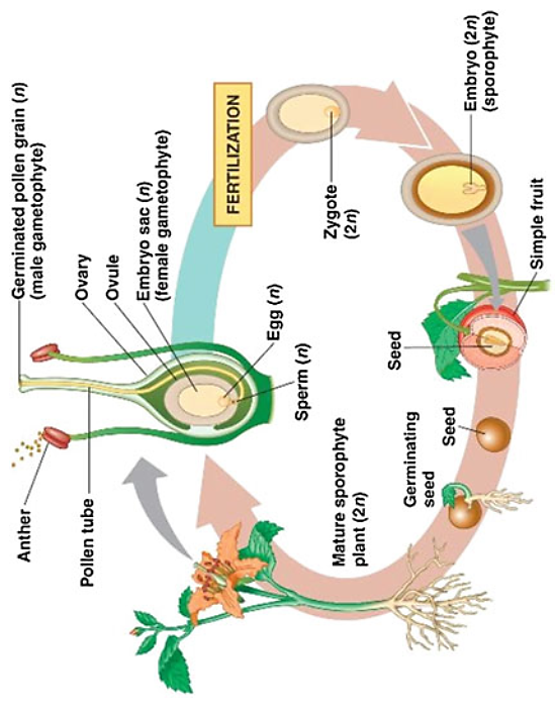 Anther
Pollen tube
Germinated pollen grain (n)
(male gametophyte)
Ovary
Ovule
Embryo sac (n)
(female gametophyte)
Egg (n)
Sperm (n)
FERTILIZATION
Zygote
(2n)
Embryo (2n)
(sporophyte)
Simple fruit
Seed
Seed
Germinating
seed
Mature sporophyte
plant (2n)